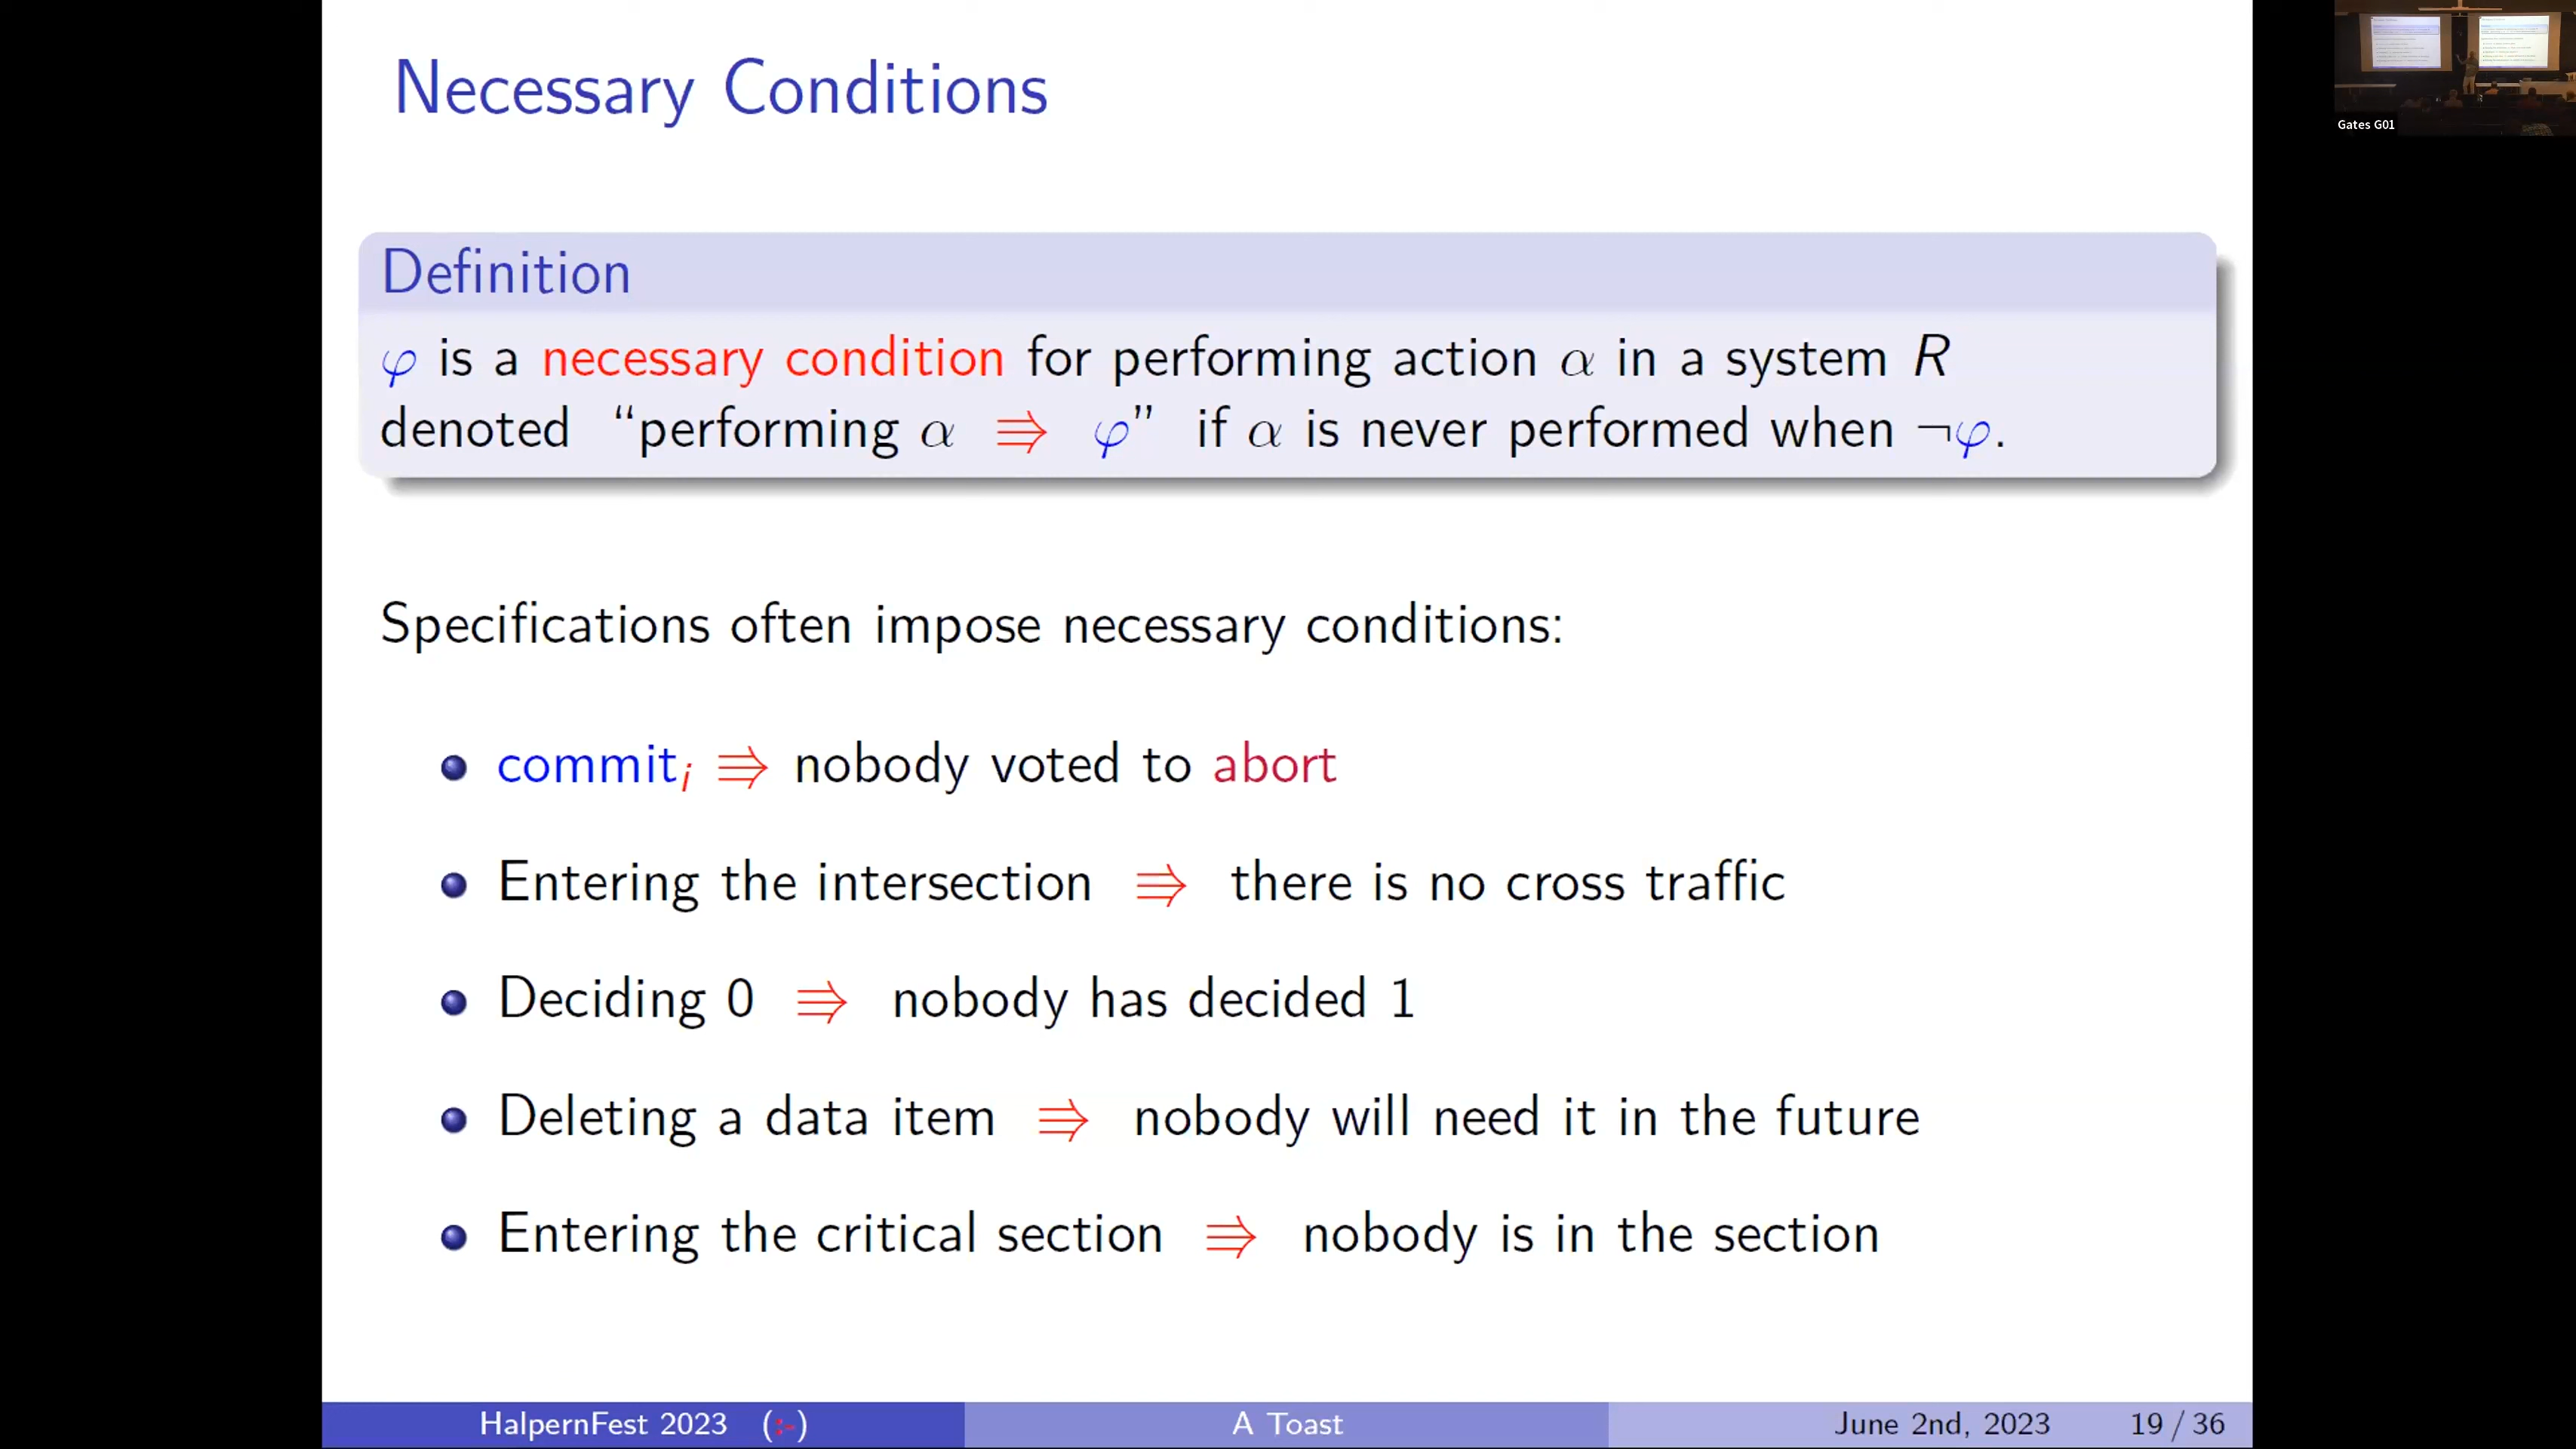 Necessary Conditions
Definition
φ is a necessary condition for performing action α in a system R
denoted “performing α ⇛ φ” if α is never performed when ¬φ.
Specifications often impose necessary conditions:
commitᵢ ⇛ nobody voted to abort
Entering the intersection ⇛ there is no cross traffic
Deciding 0 ⇛ nobody has decided 1
Deleting a data item ⇛ nobody will need it in the future
Entering the critical section ⇛ nobody is in the section
HalpernFest 2023 (:-)
A Toast
June 2nd, 2023
19 / 36
Gates G01